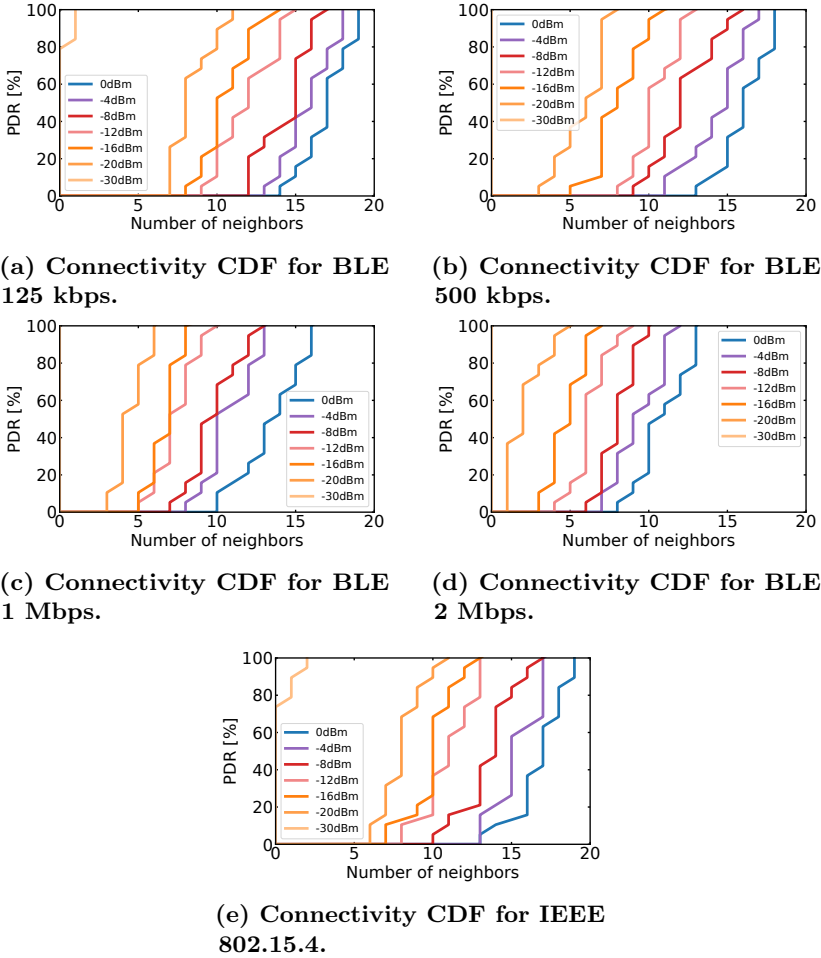 100
80
60
40
20
0
PDR [%]
0dBm
-4dBm
-8dBm
-12dBm
-16dBm
-20dBm
-30dBm
0 5 10 15 20
Number of neighbors
(a) Connectivity CDF for BLE
125 kbps.
100
80
60
40
20
0
PDR [%]
0dBm
-4dBm
-8dBm
-12dBm
-16dBm
-20dBm
-30dBm
0 5 10 15 20
Number of neighbors
(b) Connectivity CDF for BLE
500 kbps.
100
80
60
40
20
0
PDR [%]
0dBm
-4dBm
-8dBm
-12dBm
-16dBm
-20dBm
-30dBm
0 5 10 15 20
Number of neighbors
(c) Connectivity CDF for BLE
1 Mbps.
100
80
60
40
20
0
PDR [%]
0dBm
-4dBm
-8dBm
-12dBm
-16dBm
-20dBm
-30dBm
0 5 10 15 20
Number of neighbors
(d) Connectivity CDF for BLE
2 Mbps.
100
80
60
40
20
0
PDR [%]
0dBm
-4dBm
-8dBm
-12dBm
-16dBm
-20dBm
-30dBm
0 5 10 15 20
Number of neighbors
(e) Connectivity CDF for IEEE
802.15.4.